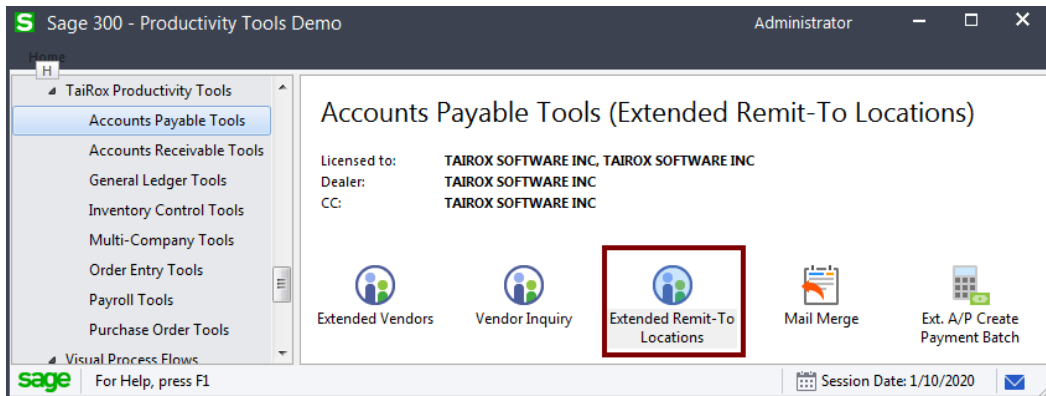 S Sage 300 - Productivity Tools Demo
Administrator
Home
H
TaiRox Productivity Tools
Accounts Payable Tools
Accounts Receivable Tools
General Ledger Tools
Inventory Control Tools
Multi-Company Tools
Order Entry Tools
Payroll Tools
Purchase Order Tools
Visual Process Flows
Accounts Payable Tools (Extended Remit-To Locations)
Licensed to: TAIROX SOFTWARE INC, TAIROX SOFTWARE INC
Dealer: TAIROX SOFTWARE INC
CC: TAIROX SOFTWARE INC
Extended Vendors
Vendor Inquiry
Extended Remit-To
Locations
Mail Merge
Ext. A/P Create
Payment Batch
sage For Help, press F1
Session Date: 1/10/2020